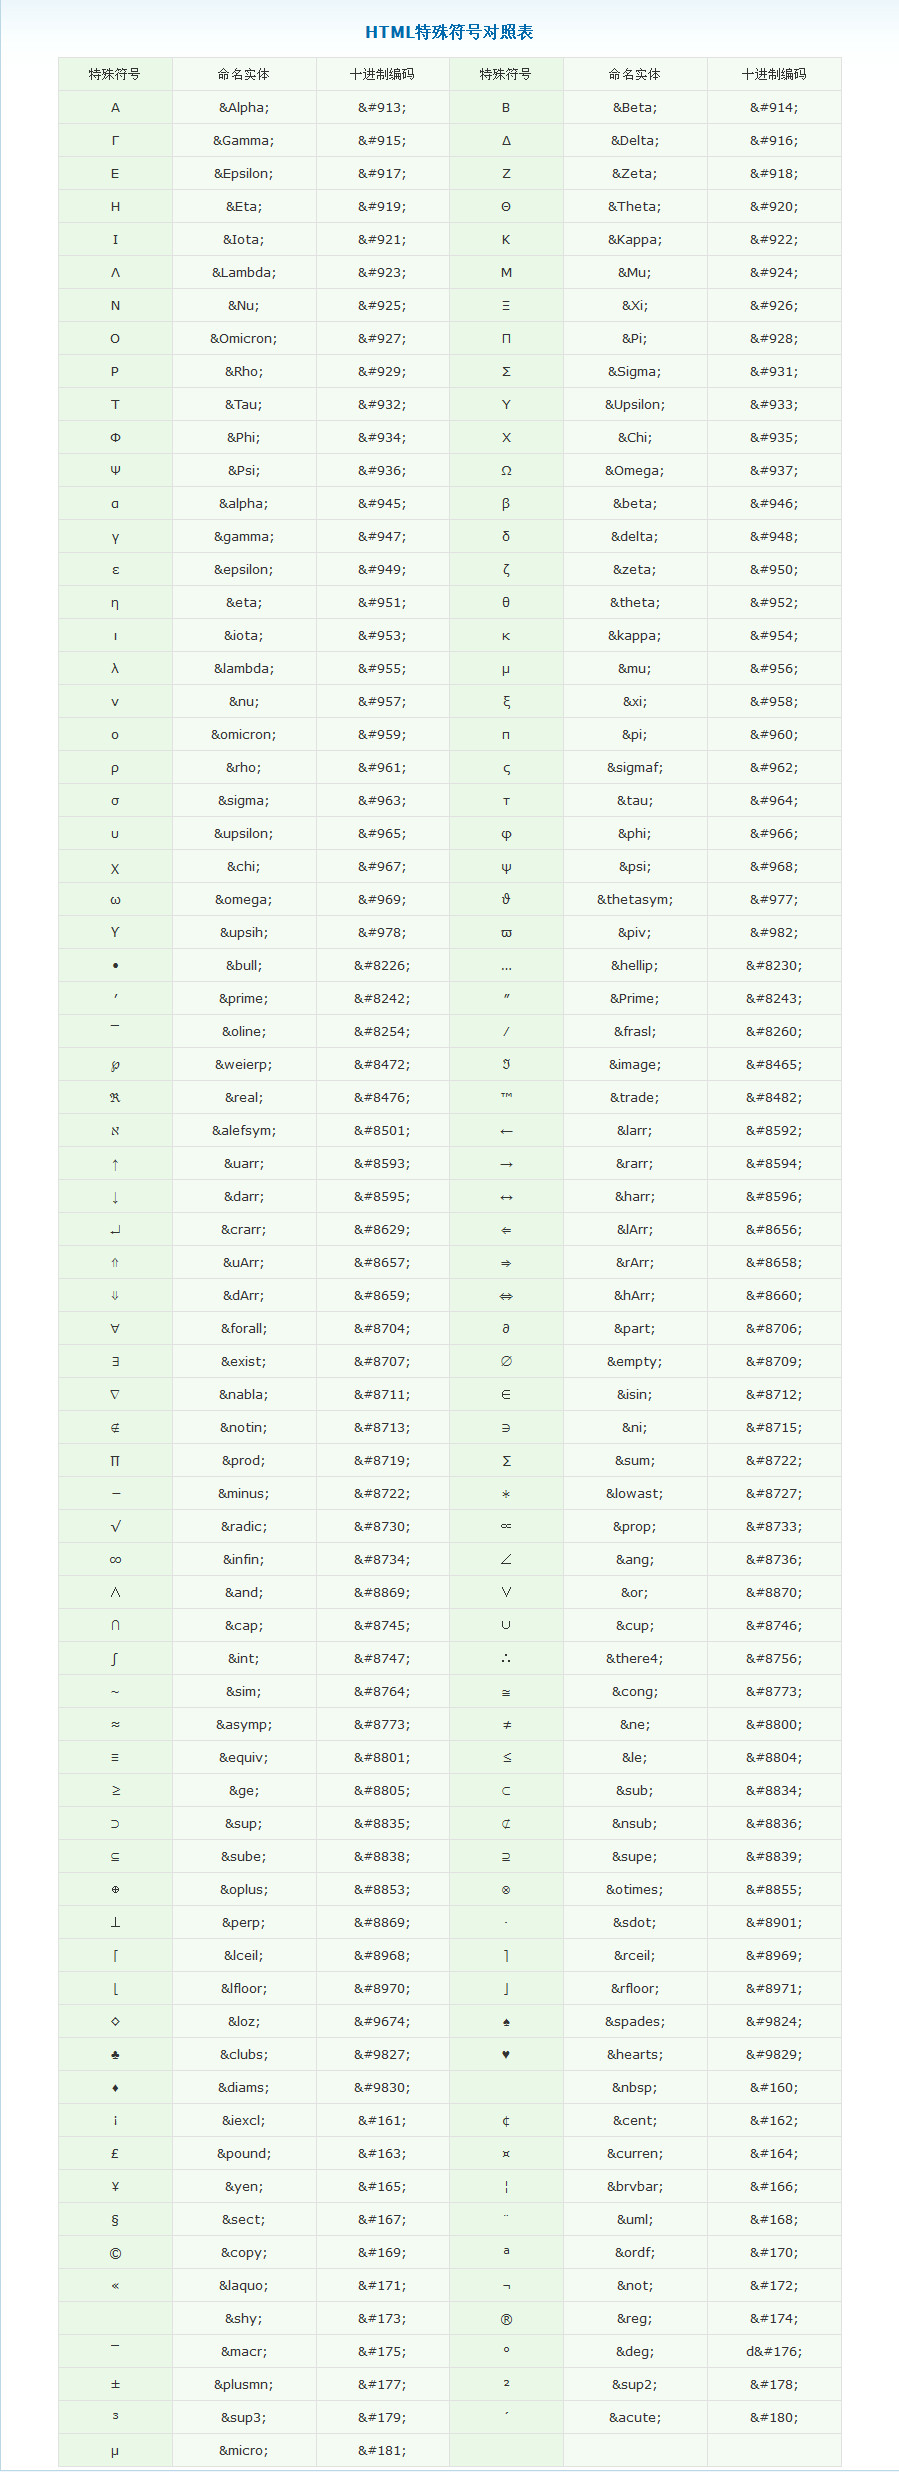 HTML特殊符号对照表
特殊符号 命名实体 十进制编码 特殊符号 命名实体 十进制编码
Α &Alpha; &#913; Β &Beta; &#914;
Γ &Gamma; &#915; Δ &Delta; &#916;
Ε &Epsilon; &#917; Ζ &Zeta; &#918;
Η &Eta; &#919; Θ &Theta; &#920;
Ι &Iota; &#921; Κ &Kappa; &#922;
Λ &Lambda; &#923; Μ &Mu; &#924;
Ν &Nu; &#925; Ξ &Xi; &#926;
Ο &Omicron; &#927; Π &Pi; &#928;
Ρ &Rho; &#929; Σ &Sigma; &#931;
Τ &Tau; &#932; Υ &Upsilon; &#933;
Φ &Phi; &#934; Χ &Chi; &#935;
Ψ &Psi; &#936; Ω &Omega; &#937;
α &alpha; &#945; β &beta; &#946;
γ &gamma; &#947; δ &delta; &#948;
ε &epsilon; &#949; ζ &zeta; &#950;
η &eta; &#951; θ &theta; &#952;
ι &iota; &#953; κ &kappa; &#954;
λ &lambda; &#955; μ &mu; &#956;
ν &nu; &#957; ξ &xi; &#958;
ο &omicron; &#959; π &pi; &#960;
ρ &rho; &#961; ς &sigmaf; &#962;
σ &sigma; &#963; τ &tau; &#964;
υ &upsilon; &#965; φ &phi; &#966;
χ &chi; &#967; ψ &psi; &#968;
ω &omega; &#969; ϑ &thetasym; &#977;
ϒ &upsih; &#978; ϖ &piv; &#982;
• &bull; &#8226; … &hellip; &#8230;
′ &prime; &#8242; ″ &Prime; &#8243;
‾ &oline; &#8254; ⁄ &frasl; &#8260;
℘ &weierp; &#8472; ℑ &image; &#8465;
ℜ &real; &#8476; ™ &trade; &#8482;
ℵ &alefsym; &#8501; ← &larr; &#8592;
↑ &uarr; &#8593; → &rarr; &#8594;
↓ &darr; &#8595; ↔ &harr; &#8596;
↵ &crarr; &#8629; ⇐ &lArr; &#8656;
⇑ &uArr; &#8657; ⇒ &rArr; &#8658;
⇓ &dArr; &#8659; ⇔ &hArr; &#8660;
∀ &forall; &#8704; ∂ &part; &#8706;
∃ &exist; &#8707; ∅ &empty; &#8709;
∇ &nabla; &#8711; ∈ &isin; &#8712;
∉ &notin; &#8713; ∋ &ni; &#8715;
∏ &prod; &#8719; ∑ &sum; &#8722;
− &minus; &#8722; ∗ &lowast; &#8727;
√ &radic; &#8730; ∝ &prop; &#8733;
∞ &infin; &#8734; ∠ &ang; &#8736;
∧ &and; &#8869; ∨ &or; &#8870;
∩ &cap; &#8745; ∪ &cup; &#8746;
∫ &int; &#8747; ∴ &there4; &#8756;
∼ &sim; &#8764; ≅ &cong; &#8773;
≈ &asymp; &#8773; ≠ &ne; &#8800;
≡ &equiv; &#8801; ≤ &le; &#8804;
≥ &ge; &#8805; ⊂ &sub; &#8834;
⊃ &sup; &#8835; ⊄ &nsub; &#8836;
⊆ &sube; &#8838; ⊇ &supe; &#8839;
⊕ &oplus; &#8853; ⊗ &otimes; &#8855;
⊥ &perp; &#8869; ⋅ &sdot; &#8901;
⌈ &lceil; &#8968; ⌉ &rceil; &#8969;
⌊ &lfloor; &#8970; ⌋ &rfloor; &#8971;
◊ &loz; &#9674; ♠ &spades; &#9824;
♣ &clubs; &#9827; ♥ &hearts; &#9829;
♦ &diams; &#9830; &nbsp; &#160;
¡ &iexcl; &#161; ¢ &cent; &#162;
£ &pound; &#163; ¤ &curren; &#164;
¥ &yen; &#165; ¦ &brvbar; &#166;
§ &sect; &#167; ¨ &uml; &#168;
© &copy; &#169; ª &ordf; &#170;
« &laquo; &#171; ¬ &not; &#172;
&shy; &#173; ® &reg; &#174;
¯ &macr; &#175; ° &deg; d&#176;
± &plusmn; &#177; ² &sup2; &#178;
³ &sup3; &#179; ´ &acute; &#180;
µ &micro; &#181;